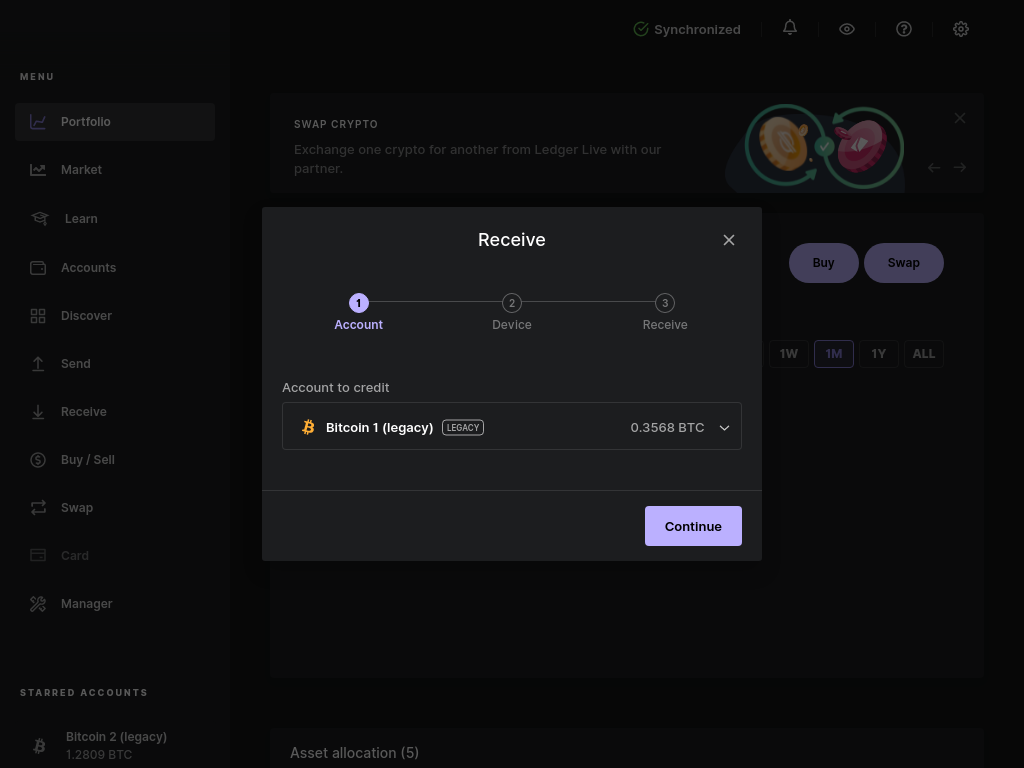 Synchronized
MENU
Portfolio
Market
Learn
Accounts
Discover
Send
Receive
Buy / Sell
Swap
Card
Manager
STARRED ACCOUNTS
Bitcoin 2 (legacy)
1.2809 BTC
SWAP CRYPTO
Exchange one crypto for another from Ledger Live with our
partner.
Buy
Swap
1W
1M
1Y
ALL
Receive
1
2
3
Account
Device
Receive
Account to credit
Bitcoin 1 (legacy) LEGACY 0.3568 BTC
Continue
Asset allocation (5)